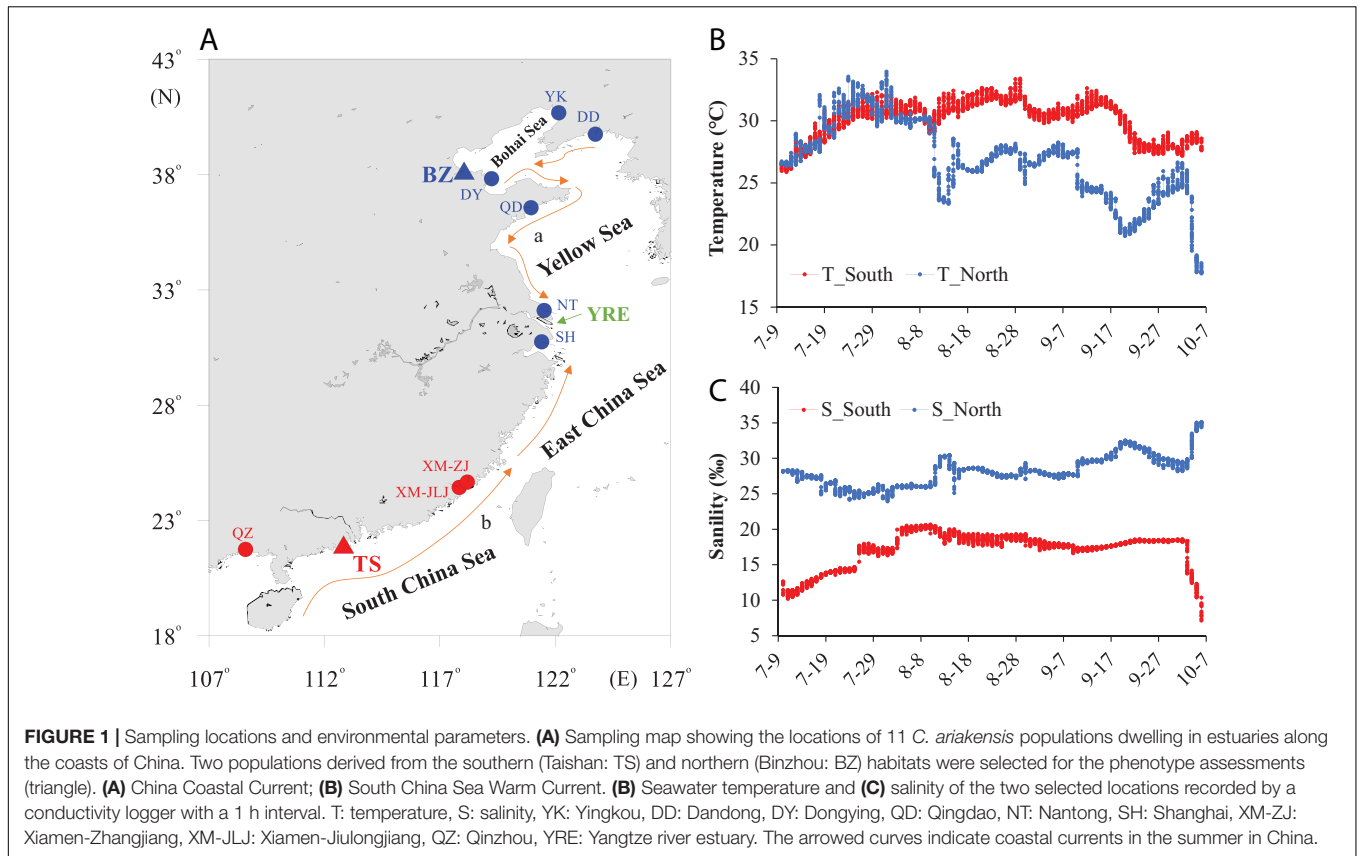 A
43°
(N)
38°
33°
28°
23°
18°
107°
112°
117°
122°
(E)
127°
YK
DD
Bohai Sea
BZ
DY
QD
a
Yellow Sea
NT
YRE
SH
East China Sea
XM-ZJ
XM-JLJ
b
QZ
TS
South China Sea
B
Temperature (°C)
35
30
25
20
15
T_South
T_North
7-9
7-19
7-29
8-8
8-18
8-28
9-7
9-17
9-27
10-7
C
Sanility (‰)
40
35
30
25
20
15
10
5
S_South
S_North
7-9
7-19
7-29
8-8
8-18
8-28
9-7
9-17
9-27
10-7
FIGURE 1 | Sampling locations and environmental parameters. (A) Sampling map showing the locations of 11 C. ariakensis populations dwelling in estuaries along
the coasts of China. Two populations derived from the southern (Taishan: TS) and northern (Binzhou: BZ) habitats were selected for the phenotype assessments
(triangle). (A) China Coastal Current; (B) South China Sea Warm Current. (B) Seawater temperature and (C) salinity of the two selected locations recorded by a
conductivity logger with a 1 h interval. T: temperature, S: salinity, YK: Yingkou, DD: Dandong, DY: Dongying, QD: Qingdao, NT: Nantong, SH: Shanghai, XM-ZJ:
Xiamen-Zhangjiang, XM-JLJ: Xiamen-Jiulongjiang, QZ: Qinzhou, YRE: Yangtze river estuary. The arrowed curves indicate coastal currents in the summer in China.